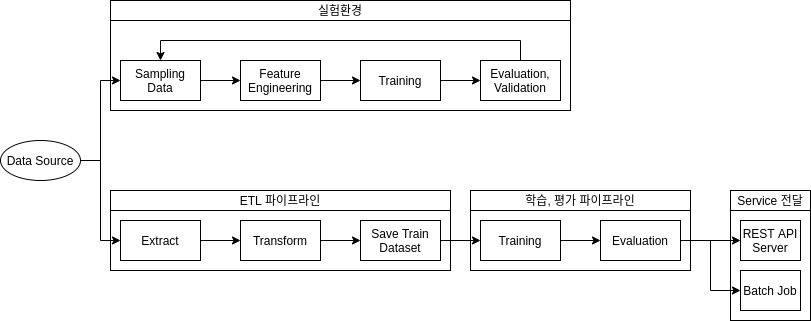 실험환경
Sampling
Data
Feature
Engineering
Training
Evaluation,
Validation
Data Source
ETL 파이프라인
Extract
Transform
Save Train
Dataset
학습, 평가 파이프라인
Training
Evaluation
Service 전달
REST API
Server
Batch Job